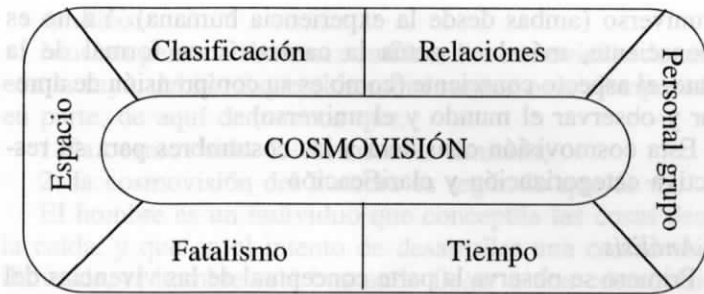 Clasificación
Relaciones
Espacio
COSMOVISIÓN
Personal grupo
Fatalismo
Tiempo